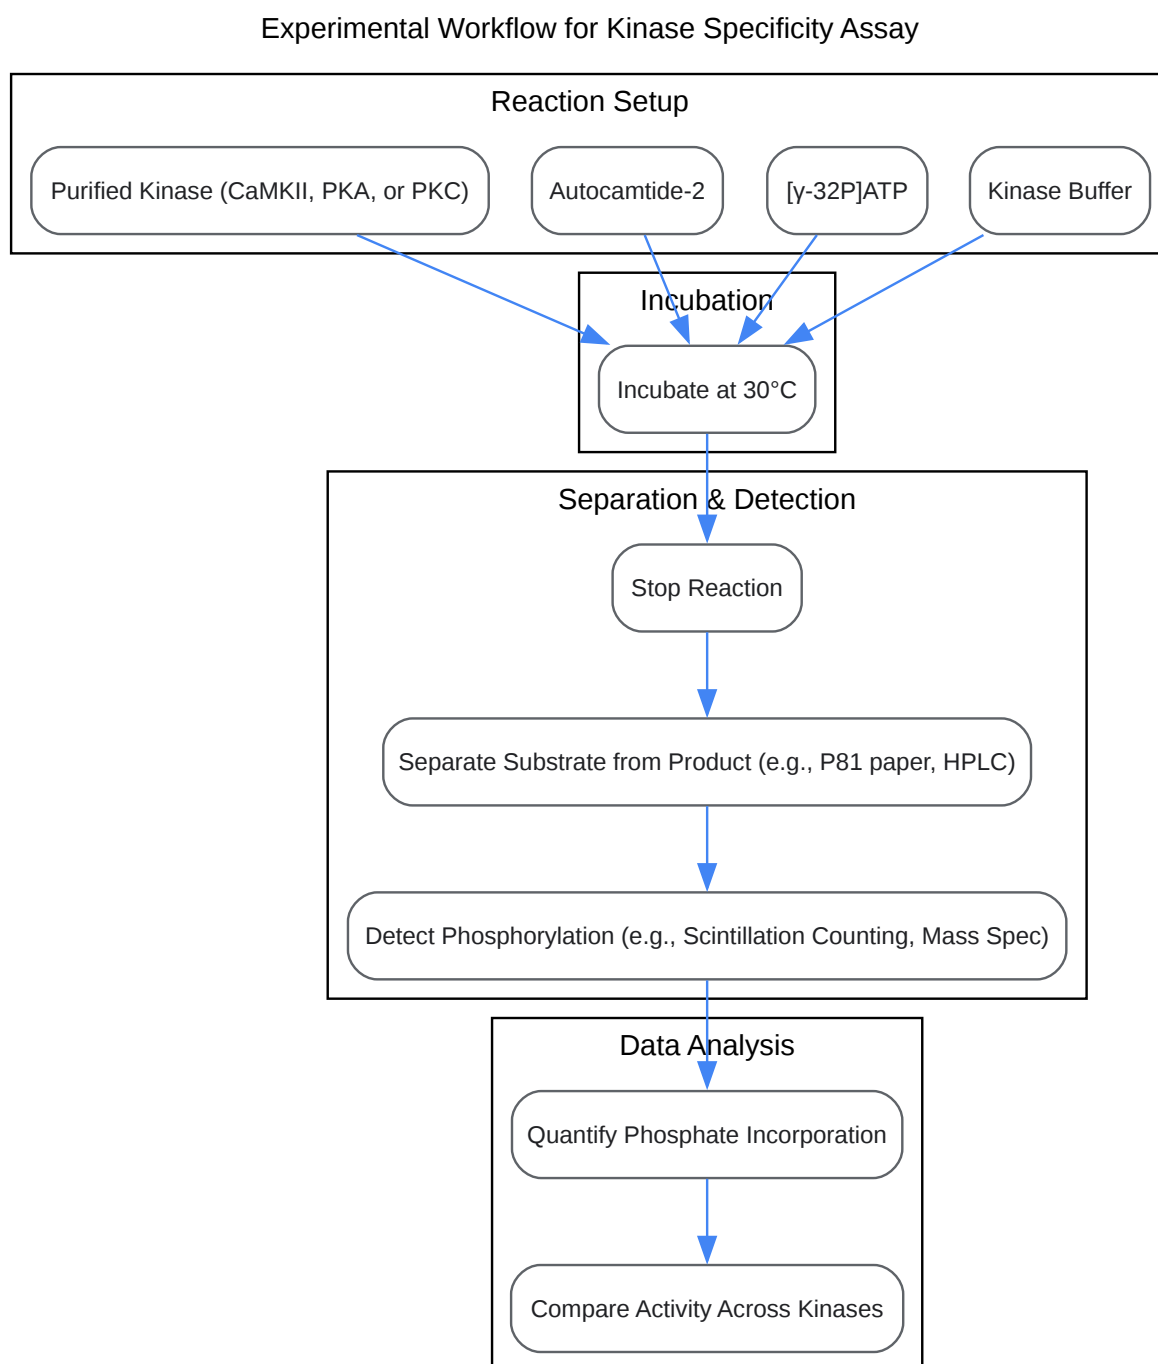 Experimental Workflow for Kinase Specificity Assay
Reaction Setup
Purified Kinase (CaMKII, PKA, or PKC)
Autocamtide-2
[γ-32P]ATP
Kinase Buffer
Incubation
Incubate at 30°C
Separation & Detection
Stop Reaction
Separate Substrate from Product (e.g., P81 paper, HPLC)
Detect Phosphorylation (e.g., Scintillation Counting, Mass Spec)
Data Analysis
Quantify Phosphate Incorporation
Compare Activity Across Kinases